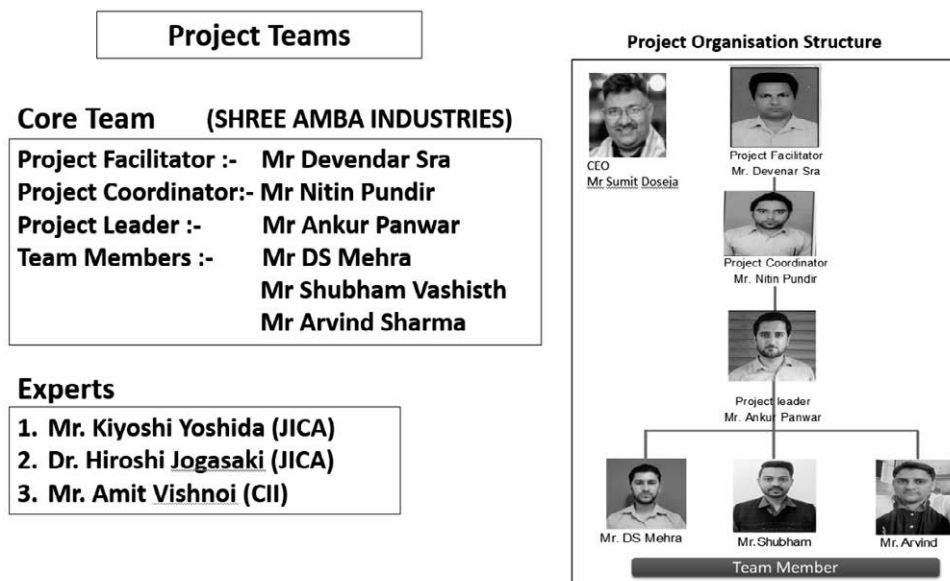 Project Teams
Core Team (SHREE AMBA INDUSTRIES)
Project Facilitator :- Mr Devendar Sra
Project Coordinator:- Mr Nitin Pundir
Project Leader :- Mr Ankur Panwar
Team Members :- Mr DS Mehra
Mr Shubham Vashisth
Mr Arvind Sharma
Experts
1. Mr. Kiyoshi Yoshida (JICA)
2. Dr. Hiroshi Jogasaki (JICA)
3. Mr. Amit Vishnoi (CII)
Project Organisation Structure
CEO
Mr Sumit Doseja
Project Facilitator
Mr. Devenar Sra
Project Coordinator
Mr. Nitin Pundir
Project leader
Mr. Ankur Panwar
Mr. DS Mehra
Mr.Shubham
Mr. Arvind
Team Member